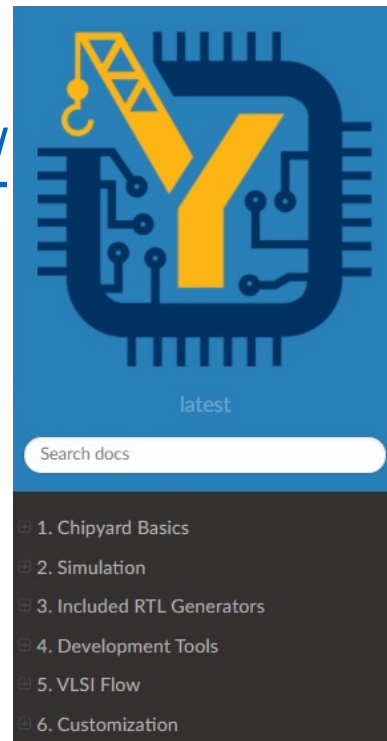 /
latest
Search docs
1. Chipyard Basics
2. Simulation
3. Included RTL Generators
4. Development Tools
5. VLSI Flow
6. Customization